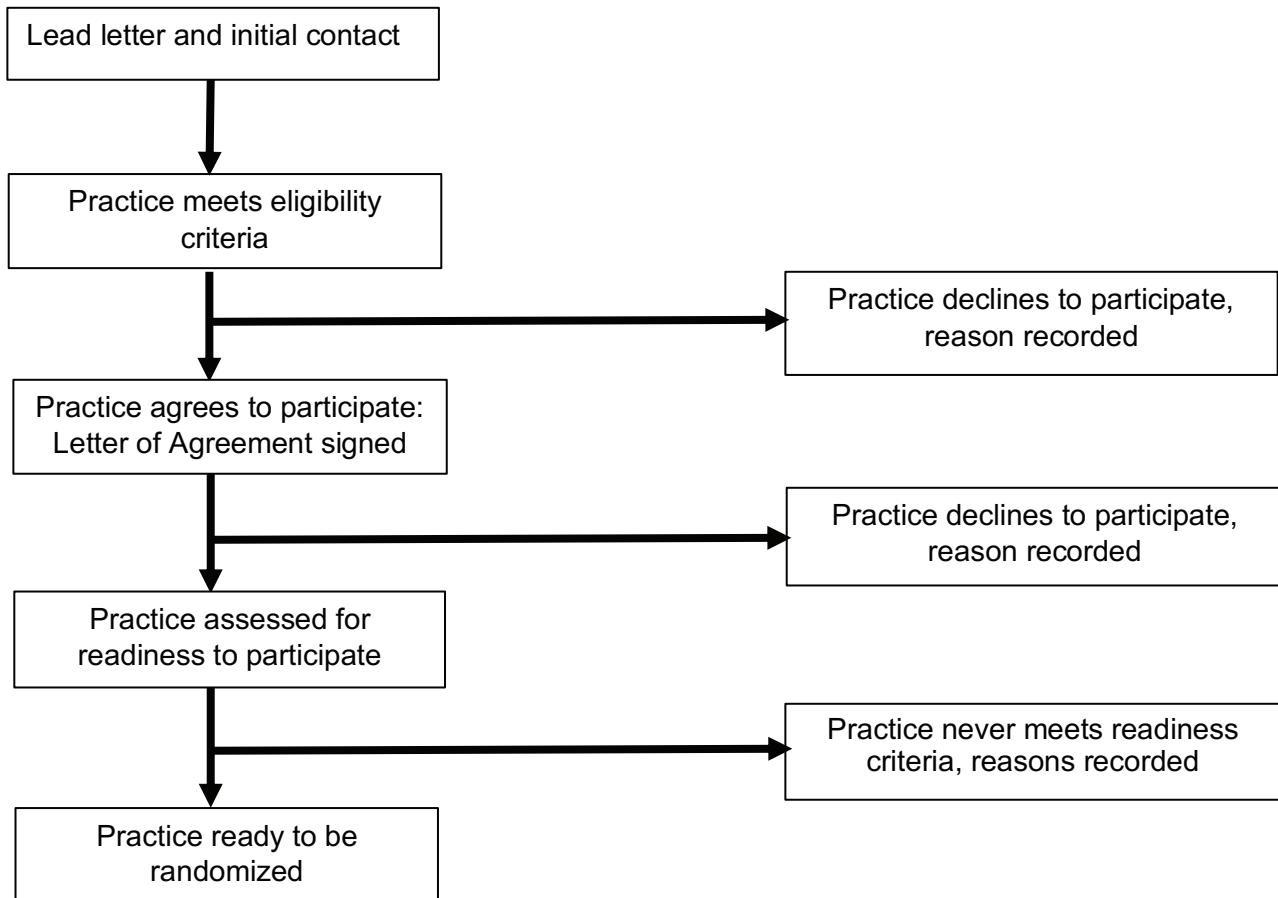 Lead letter and initial contact
Practice meets eligibility
criteria
Practice declines to participate,
reason recorded
Practice agrees to participate:
Letter of Agreement signed
Practice declines to participate,
reason recorded
Practice assessed for
readiness to participate
Practice never meets readiness
criteria, reasons recorded
Practice ready to be
randomized